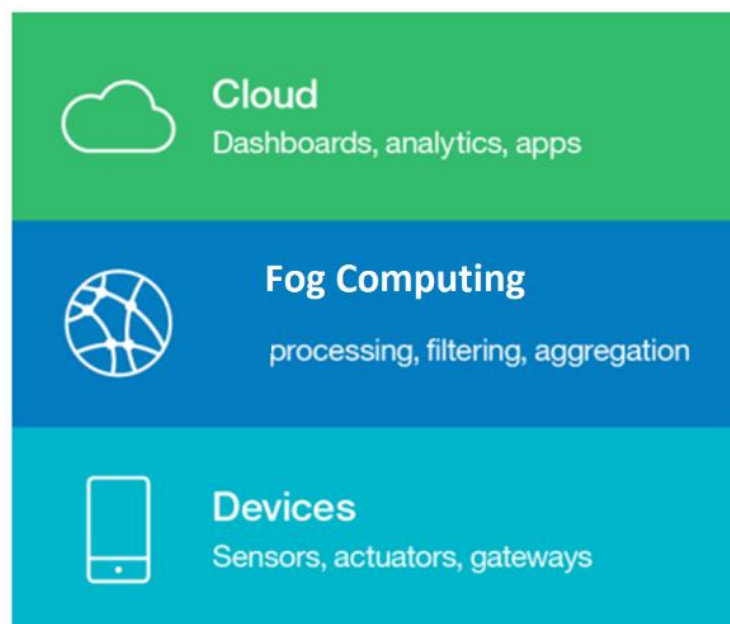 Cloud
Dashboards, analytics, apps
Fog Computing
processing, filtering, aggregation
Devices
Sensors, actuators, gateways